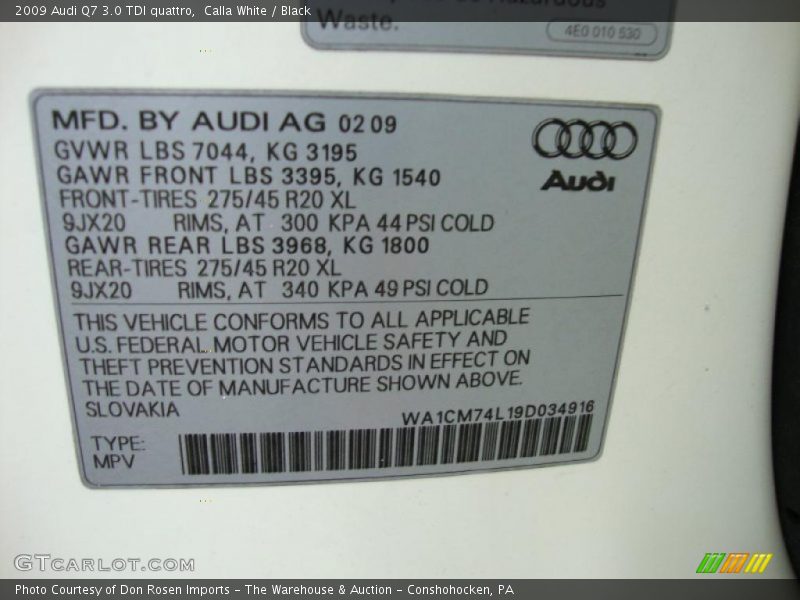 2009 Audi Q7 3.0 TDI quattro,  Calla White / Black
Waste.
4E0 010 530
MFD. BY AUDI AG 02 09
GVWR LBS 7044, KG 3195
GAWR FRONT LBS 3395, KG 1540
FRONT-TIRES 275/45 R20 XL
9JX20 RIMS, AT 300 KPA 44 PSI COLD
GAWR REAR LBS 3968, KG 1800
REAR-TIRES 275/45 R20 XL
9JX20 RIMS, AT 340 KPA 49 PSI COLD
Audi
THIS VEHICLE CONFORMS TO ALL APPLICABLE
U.S. FEDERAL MOTOR VEHICLE SAFETY AND
THEFT PREVENTION STANDARDS IN EFFECT ON
THE DATE OF MANUFACTURE SHOWN ABOVE.
SLOVAKIA
WA1CM74L19D034916
TYPE:
MPV
GTCARLOT.COM
Photo Courtesy of Don Rosen Imports - The Warehouse & Auction - Conshohocken, PA